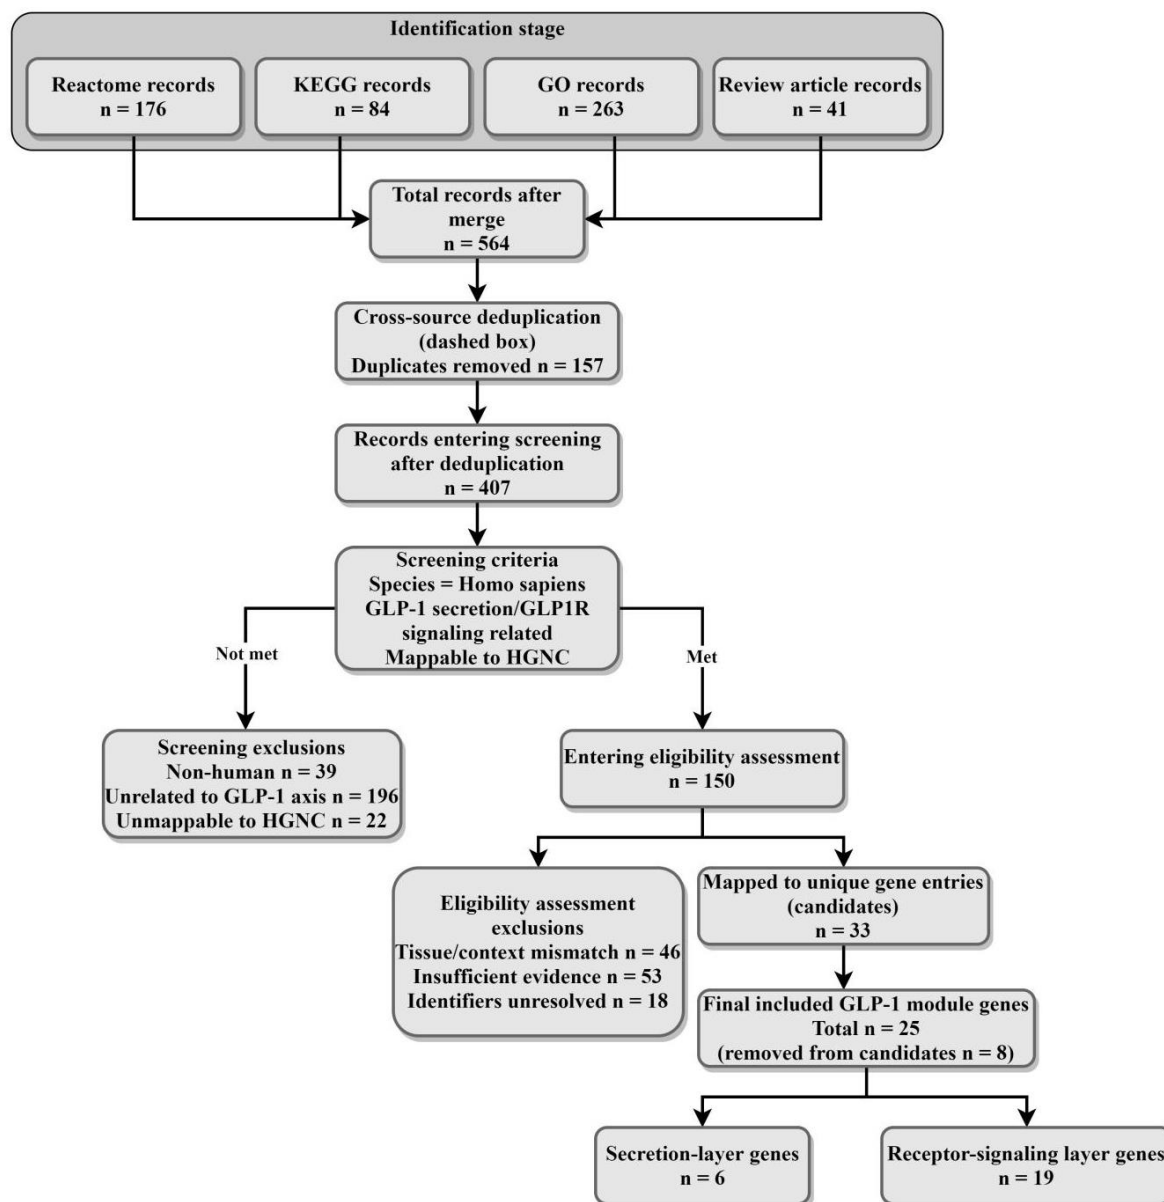 Identification stage
Reactome records
n = 176
KEGG records
n = 84
GO records
n = 263
Review article records
n = 41
Total records after
merge
n = 564
Cross-source deduplication
(dashed box)
Duplicates removed n = 157
Records entering screening
after deduplication
n = 407
Screening criteria
Species = Homo sapiens
GLP-1 secretion/GLP1R
signaling related
Mappable to HGNC
Not met
Met
Screening exclusions
Non-human n = 39
Unrelated to GLP-1 axis n = 196
Unmappable to HGNC n = 22
Entering eligibility assessment
n = 150
Eligibility assessment
exclusions
Tissue/context mismatch n = 46
Insufficient evidence n = 53
Identifiers unresolved n = 18
Mapped to unique gene entries
(candidates)
n = 33
Final included GLP-1 module genes
Total n = 25
(removed from candidates n = 8)
Secretion-layer genes
n = 6
Receptor-signaling layer genes
n = 19